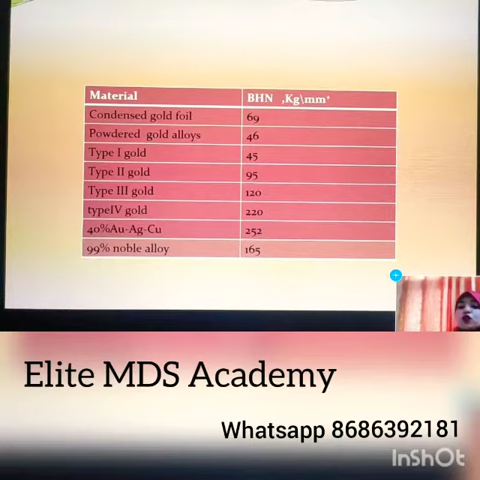 Material BHN ,Kg\mm²
Condensed gold foil 69
Powdered gold alloys 46
Type I gold 45
Type II gold 95
Type III gold 120
typeIV gold 220
40%Au-Ag-Cu 252
99% noble alloy 165
Elite MDS Academy
Whatsapp 8686392181
InShOt